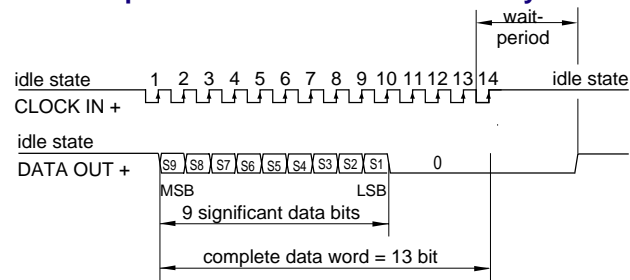 wait-
period
idle state 1 2 3 4 5 6 7 8 9 10 11 12 13 14 idle state
CLOCK IN +
idle state
DATA OUT + S9 S8 S7 S6 S5 S4 S3 S2 S1 0
MSB LSB
9 significant data bits
complete data word = 13 bit